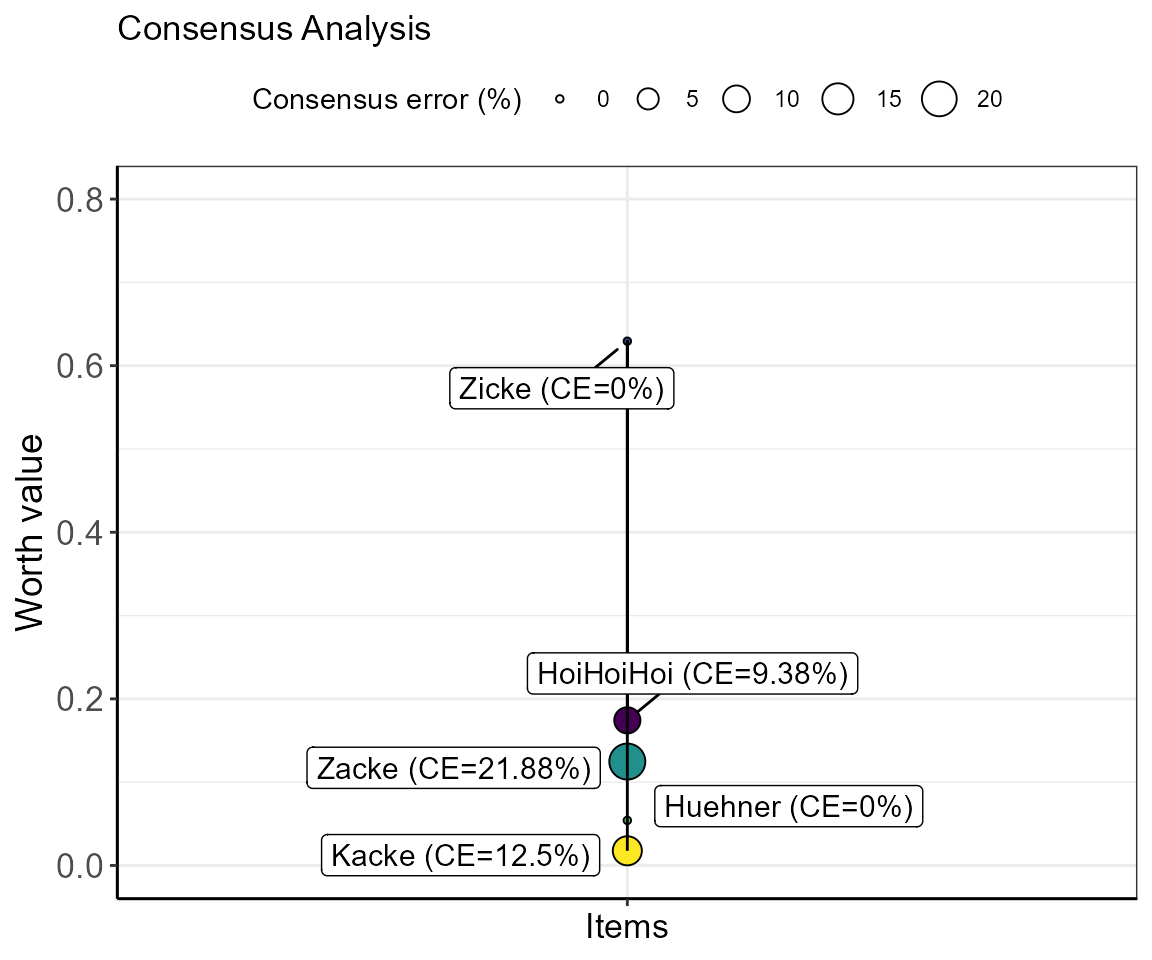 Consensus Analysis
Consensus error (%) 0 5 10 15 20
Worth value
0.8
0.6
Zicke (CE=0%)
0.4
HoiHoiHoi (CE=9.38%)
0.2
Zacke (CE=21.88%)
Huehner (CE=0%)
Kacke (CE=12.5%)
0.0
Items